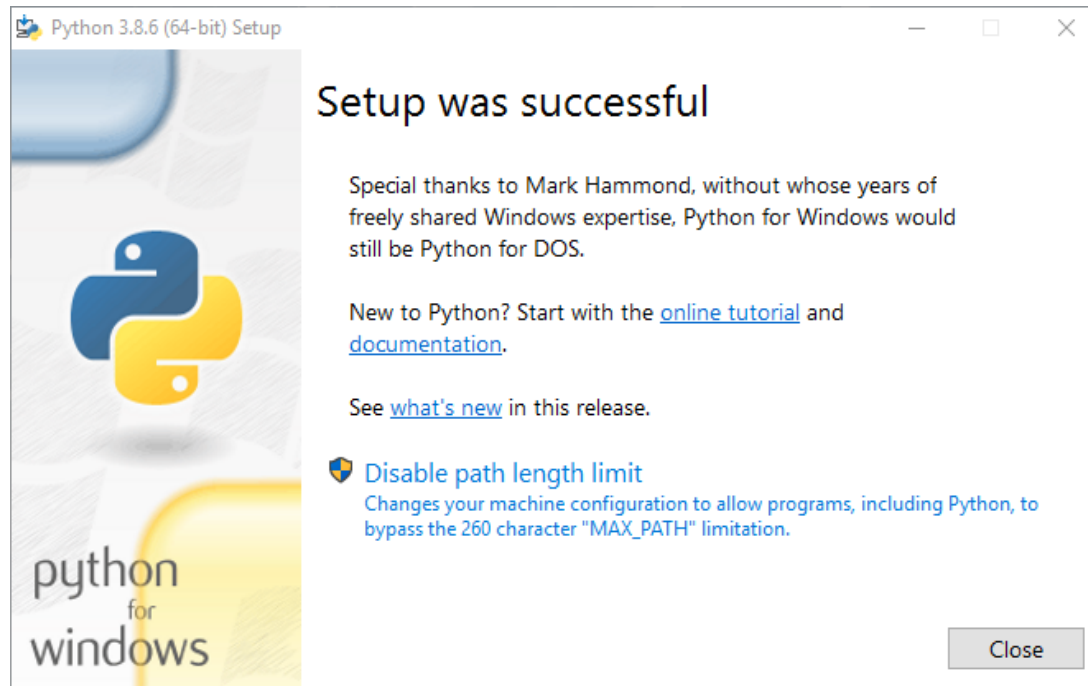 Python 3.8.6 (64-bit) Setup
Setup was successful
Special thanks to Mark Hammond, without whose years of
freely shared Windows expertise, Python for Windows would
still be Python for DOS.
New to Python? Start with the online tutorial and
documentation.
See what's new in this release.
Disable path length limit
Changes your machine configuration to allow programs, including Python, to
bypass the 260 character "MAX_PATH" limitation.
python
for
windows
Close